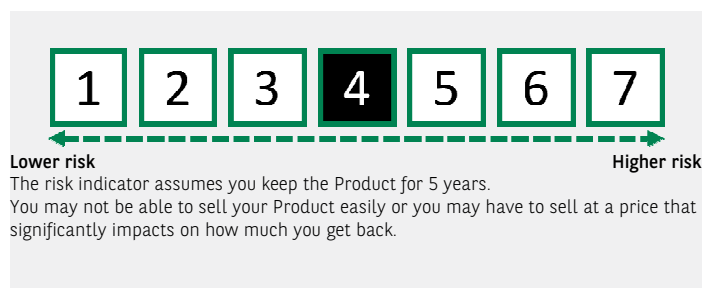 1 2 3 4 5 6 7
Lower risk Higher risk
The risk indicator assumes you keep the Product for 5 years.
You may not be able to sell your Product easily or you may have to sell at a price that
significantly impacts on how much you get back.